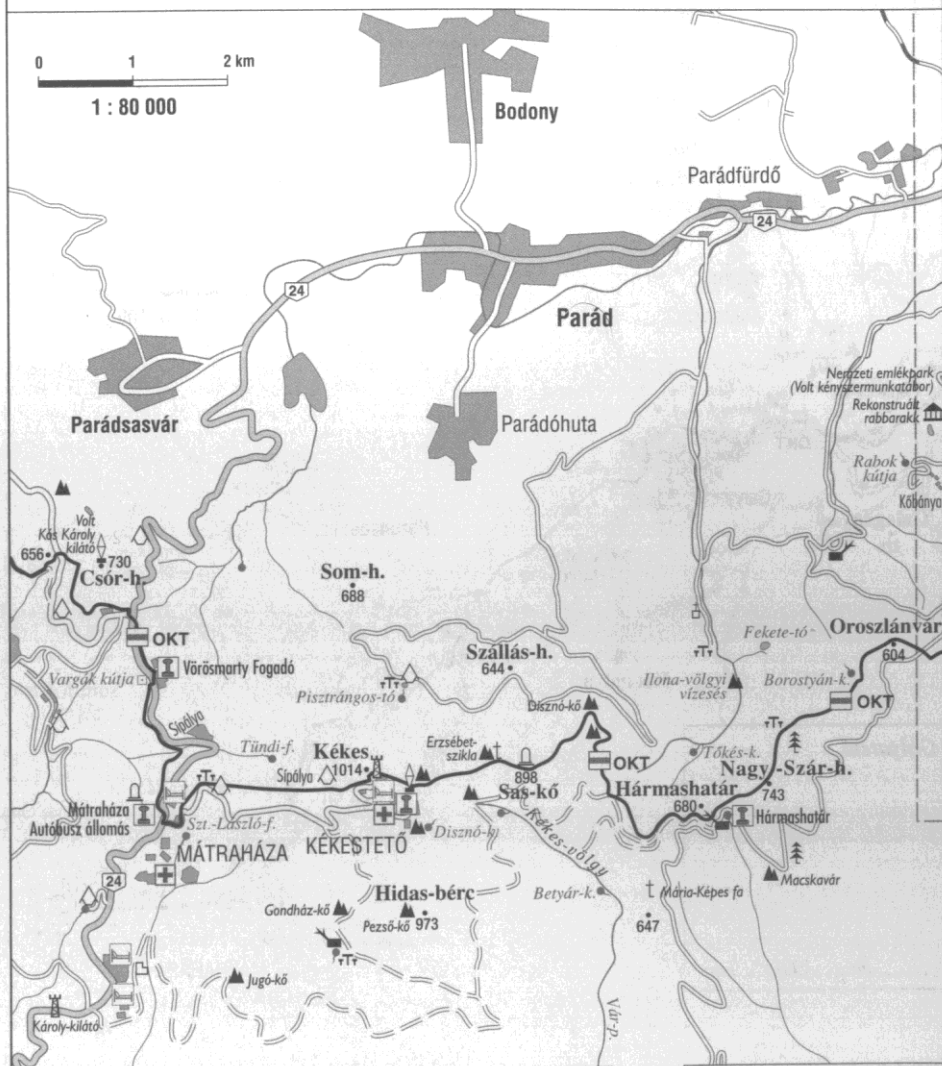 0 1 2 km
1 : 80 000
Bodony
Parádfürdő
24
24
Parád
Nemzeti emlékpark
(Volt kényszermunkatábor)
Rekonstruált
rabbarakk
Parádsasvár
Parádóhuta
Rabok
kútja
Kőbánya
Volt
Kós Károly
kilátó
656
730
Csór-h.
Som-h.
688
OKT
Szállás-h.
644
Fekete-tó
Oroszlánvár
604
Vörösmarty Fogadó
Vargák kútja
Pisztrángos-tó
Ilona-völgyi
vízesés
Borostyán-k.
OKT
Disznó-kő
Sípálya
Tündi-f.
Kékes
1014
Sípálya
Erzsébet-
szikla
898
OKT
Tőkés-k.
Nagy-Szár-h.
743
Sas-kő
Hármashatár
680
Hármashatár
Mátraháza
Autóbusz állomás
Szt.-László-f.
MÁTRAHÁZA
KÉKESTETŐ
Disznó-k.
Kékes-völgy
24
Hidas-bérc
Gondház-kő
Pezső-kő
973
Betyár-k.
Mária-Képes fa
647
Macskavár
Jugó-kő
Károly-kilátó
Vár-p.